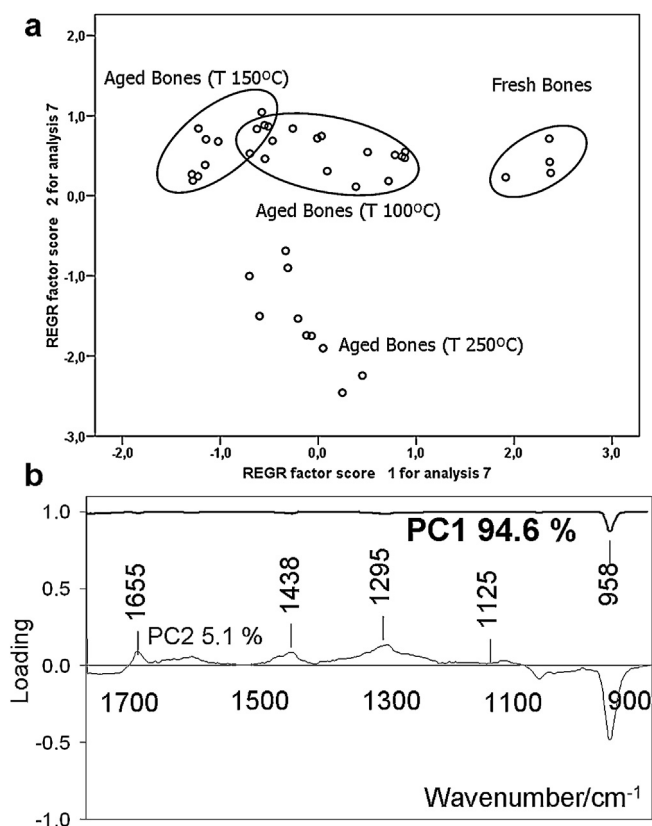 a
2,0
Aged Bones (T 150ºC)
Fresh Bones
1,0
0,0
Aged Bones (T 100ºC)
-1,0
Aged Bones (T 250ºC)
-2,0
-3,0
REGR factor score 2 for analysis 7
-2,0 -1,0 0,0 1,0 2,0 3,0
REGR factor score 1 for analysis 7
b
1.0
PC1 94.6 %
0.5
1655
1438
1295
1125
958
PC2 5.1 %
0.0
Loading
1700 1500 1300 1100 900
-0.5
-1.0
Wavenumber/cm-1